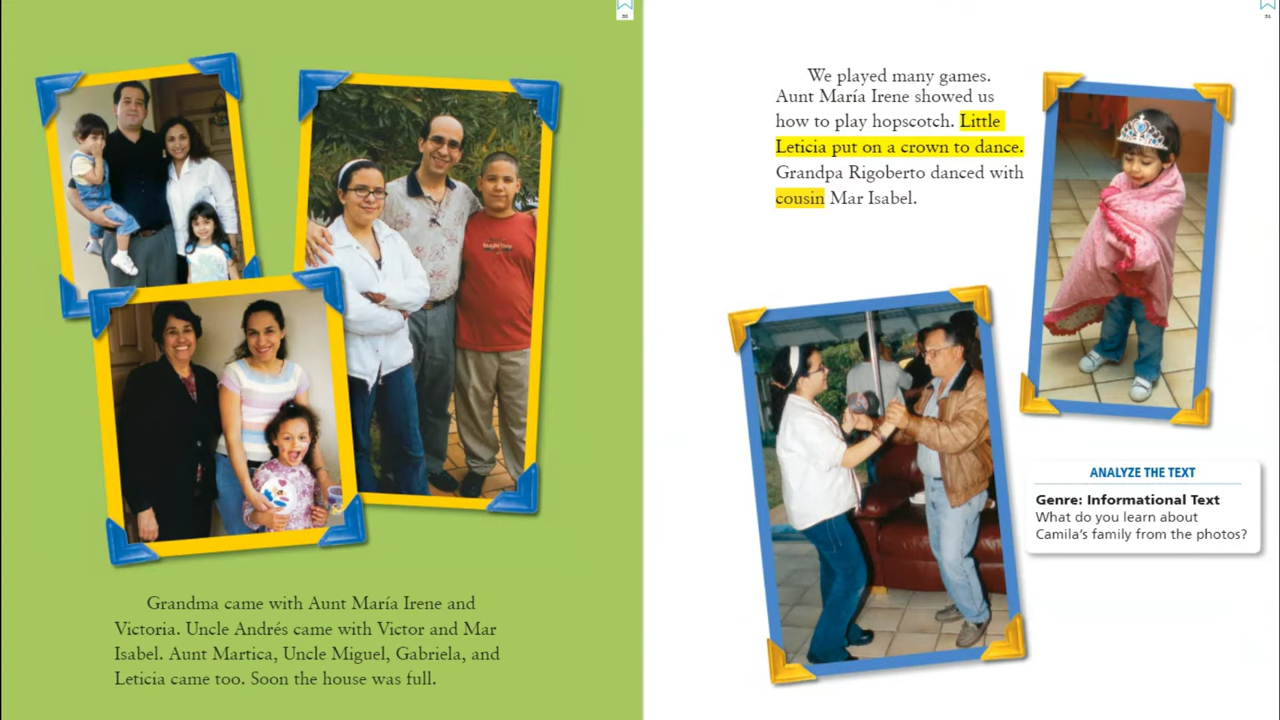 30
Grandma came with Aunt María Irene and
Victoria. Uncle Andrés came with Victor and Mar
Isabel. Aunt Martica, Uncle Miguel, Gabriela, and
Leticia came too. Soon the house was full.
31
We played many games.
Aunt María Irene showed us
how to play hopscotch. Little
Leticia put on a crown to dance.
Grandpa Rigoberto danced with
cousin Mar Isabel.
ANALYZE THE TEXT
Genre: Informational Text
What do you learn about
Camila's family from the photos?